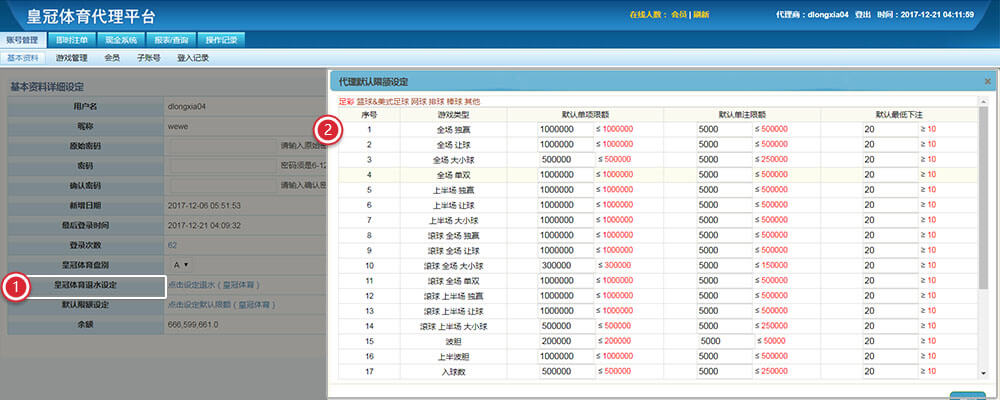 皇冠体育代理平台
在线人数： 会员 | 刷新
代理商：dlongxia04 登出 时间：2017-12-21 04:11:59
账号管理 即时注单 现金系统 报表/查询 操作记录
基本资料 游戏管理 会员 子账号 登入记录
基本资料详细设定
用户名 dlongxia04
昵称 wewe
原始密码 请输入原始
密码 密码须是6-12
确认密码 请输入确认
新增日期 2017-12-06 05:51:53
最后登录时间 2017-12-21 04:09:32
登录次数 62
皇冠体育盘别 A
1
皇冠体育退水设定 点击设定退水（皇冠体育）
默认限额设定 点击设定默认限额（皇冠体育）
余额 666,599,661.0
代理默认限额设定 ×
足彩 篮球&美式足球 网球 排球 棒球 其他
2
序号 游戏类型 默认单项限额 默认单注限额 默认最低下注
1 全场 独赢 1000000 ≤ 1000000 5000 ≤ 500000 20 ≥ 10
2 全场 让球 1000000 ≤ 1000000 5000 ≤ 500000 20 ≥ 10
3 全场 大小球 500000 ≤ 500000 5000 ≤ 250000 20 ≥ 10
4 全场 单双 1000000 ≤ 1000000 5000 ≤ 500000 20 ≥ 10
5 上半场 独赢 1000000 ≤ 1000000 5000 ≤ 500000 20 ≥ 10
6 上半场 让球 1000000 ≤ 1000000 5000 ≤ 500000 20 ≥ 10
7 上半场 大小球 1000000 ≤ 1000000 5000 ≤ 500000 20 ≥ 10
8 滚球 全场 独赢 1000000 ≤ 1000000 5000 ≤ 500000 20 ≥ 10
9 滚球 全场 让球 1000000 ≤ 1000000 5000 ≤ 500000 20 ≥ 10
10 滚球 全场 大小球 300000 ≤ 300000 5000 ≤ 150000 20 ≥ 10
11 滚球 全场 单双 1000000 ≤ 1000000 5000 ≤ 500000 20 ≥ 10
12 滚球 上半场 独赢 1000000 ≤ 1000000 5000 ≤ 500000 20 ≥ 10
13 滚球 上半场 让球 1000000 ≤ 1000000 5000 ≤ 500000 20 ≥ 10
14 滚球 上半场 大小球 500000 ≤ 500000 5000 ≤ 250000 20 ≥ 10
15 波胆 200000 ≤ 200000 5000 ≤ 50000 20 ≥ 10
16 上半波胆 1000000 ≤ 1000000 5000 ≤ 500000 20 ≥ 10
17 入球数 500000 ≤ 500000 5000 ≤ 250000 20 ≥ 10